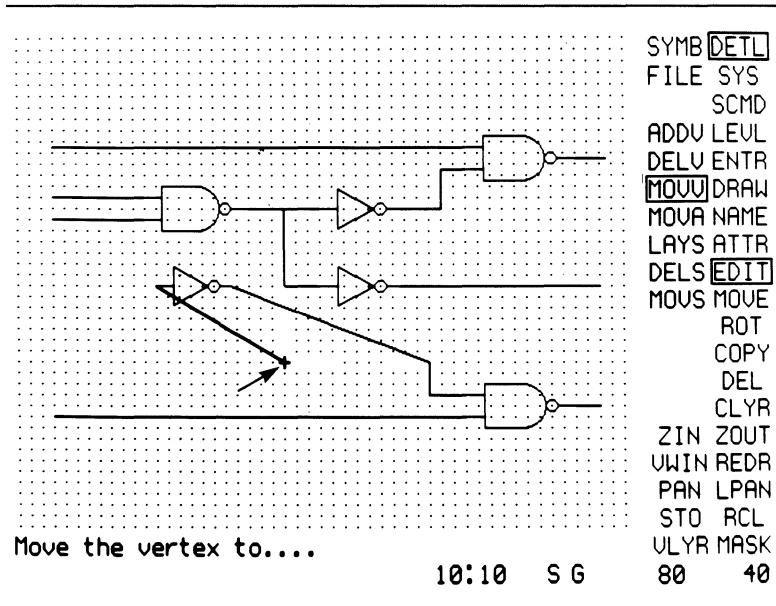 SYMB DETL
FILE SYS
SCMD
ADDV LEVL
DELV ENTR
MOVV DRAW
MOVA NAME
LAYS ATTR
DELS EDIT
MOVS MOVE
ROT
COPY
DEL
CLYR
ZIN ZOUT
VWIN REDR
PAN LPAN
STO RCL
VLYR MASK
Move the vertex to....
10:10 S G 80 40